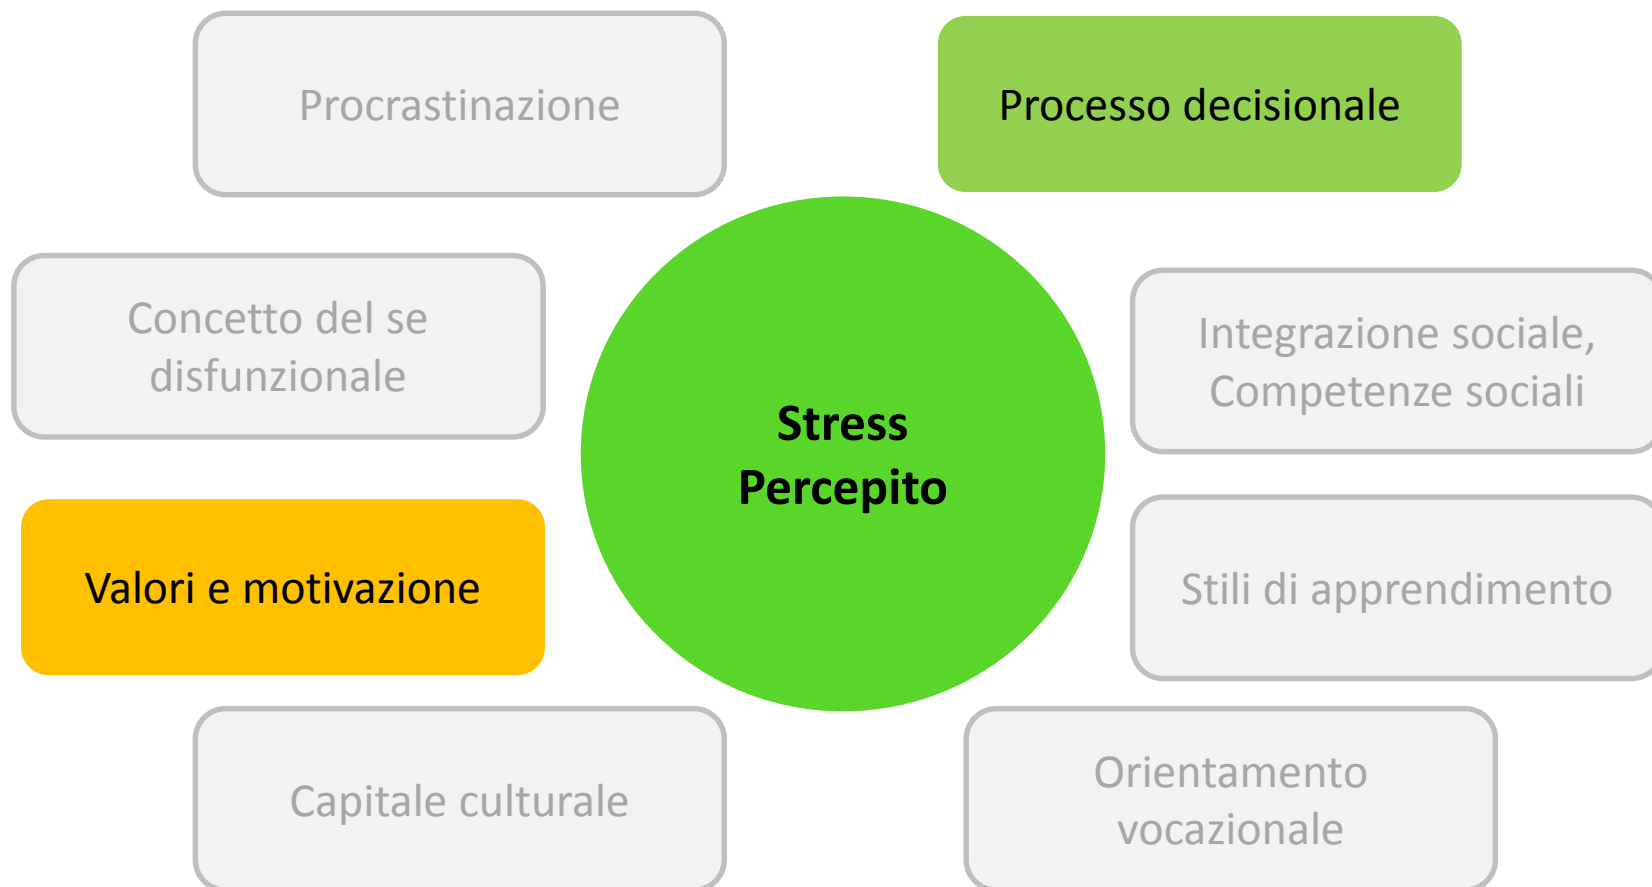 Procrastinazione
Processo decisionale
Concetto del se
disfunzionale
Integrazione sociale,
Competenze sociali
Stress
Percepito
Valori e motivazione
Stili di apprendimento
Capitale culturale
Orientamento
vocazionale